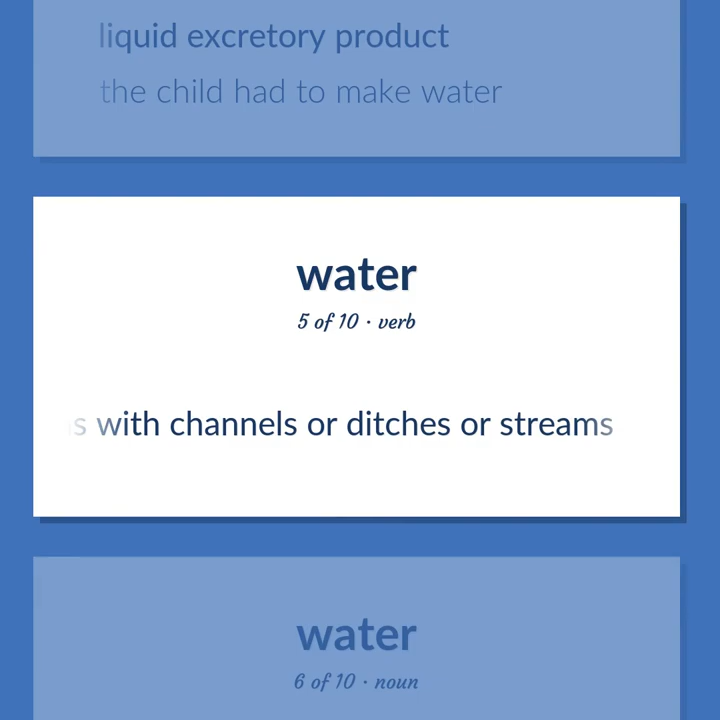 liquid excretory product
the child had to make water
water
5 of 10 · verb
with channels or ditches or streams
water
6 of 10 · noun